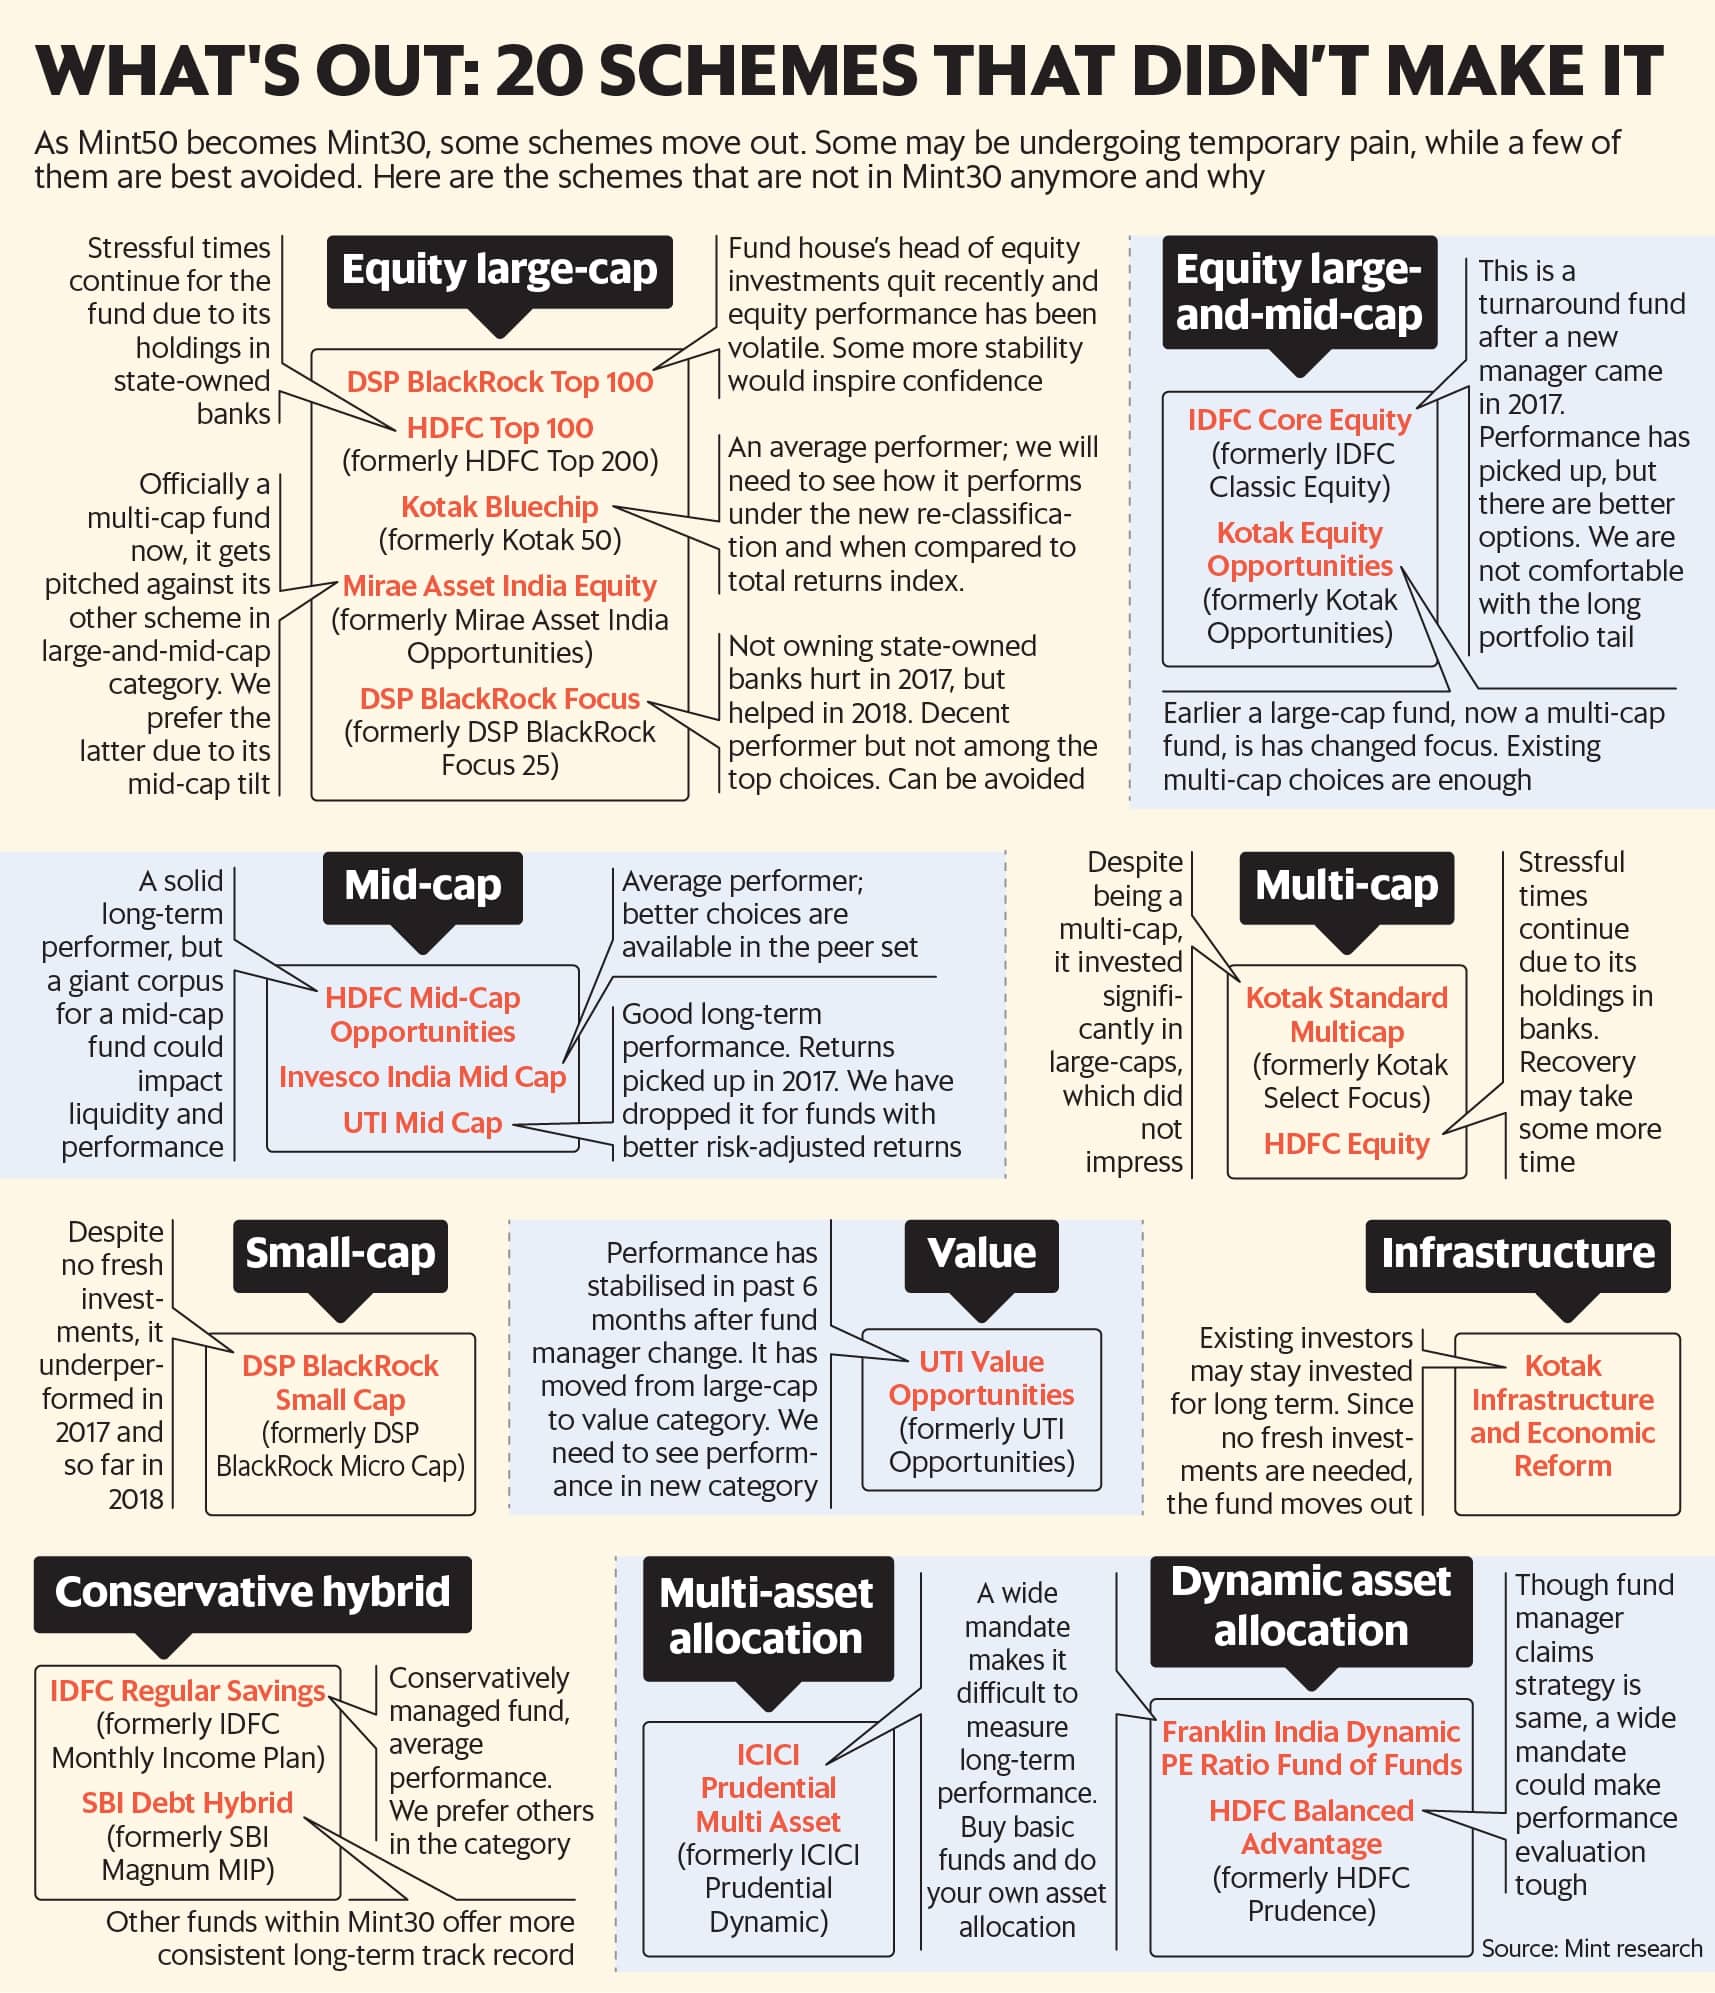 WHAT'S OUT: 20 SCHEMES THAT DIDN'T MAKE IT
As Mint50 becomes Mint30, some schemes move out. Some may be undergoing temporary pain, while a few of
them are best avoided. Here are the schemes that are not in Mint30 anymore and why
Equity large-cap
Stressful times
continue for the
fund due to its
holdings in
state-owned
banks
Officially a
multi-cap fund
now, it gets
pitched against its
other scheme in
large-and-mid-cap
category. We
prefer the
latter due to its
mid-cap tilt
DSP BlackRock Top 100
HDFC Top 100
(formerly HDFC Top 200)
Kotak Bluechip
(formerly Kotak 50)
Mirae Asset India Equity
(formerly Mirae Asset India
Opportunities)
DSP BlackRock Focus
(formerly DSP BlackRock
Focus 25)
Fund house's head of equity
investments quit recently and
equity performance has been
volatile. Some more stability
would inspire confidence
An average performer; we will
need to see how it performs
under the new re-classifica-
tion and when compared to
total returns index.
Not owning state-owned
banks hurt in 2017, but
helped in 2018. Decent
performer but not among the
top choices. Can be avoided
Equity large-
and-mid-cap
IDFC Core Equity
(formerly IDFC
Classic Equity)
Kotak Equity
Opportunities
(formerly Kotak
Opportunities)
This is a
turnaround fund
after a new
manager came
in 2017.
Performance has
picked up, but
there are better
options. We are
not comfortable
with the long
portfolio tail
Earlier a large-cap fund, now a multi-cap
fund, is has changed focus. Existing
multi-cap choices are enough
Mid-cap
A solid
long-term
performer, but
a giant corpus
for a mid-cap
fund could
impact
liquidity and
performance
HDFC Mid-Cap
Opportunities
Invesco India Mid Cap
UTI Mid Cap
Average performer;
better choices are
available in the peer set
Good long-term
performance. Returns
picked up in 2017. We have
dropped it for funds with
better risk-adjusted returns
Multi-cap
Despite
being a
multi-cap,
it invested
signifi-
cantly in
large-caps,
which did
not
impress
Kotak Standard
Multicap
(formerly Kotak
Select Focus)
HDFC Equity
Stressful
times
continue
due to its
holdings in
banks.
Recovery
may take
some more
time
Small-cap
Despite
no fresh
invest-
ments, it
underper-
formed in
2017 and
so far in
2018
DSP BlackRock
Small Cap
(formerly DSP
BlackRock Micro Cap)
Value
Performance has
stabilised in past 6
months after fund
manager change. It has
moved from large-cap
to value category. We
need to see perform-
ance in new category
UTI Value
Opportunities
(formerly UTI
Opportunities)
Infrastructure
Existing investors
may stay invested
for long term. Since
no fresh invest-
ments are needed,
the fund moves out
Kotak
Infrastructure
and Economic
Reform
Conservative hybrid
IDFC Regular Savings
(formerly IDFC
Monthly Income Plan)
SBI Debt Hybrid
(formerly SBI
Magnum MIP)
Conservatively
managed fund,
average
performance.
We prefer others
in the category
Other funds within Mint30 offer more
consistent long-term track record
Multi-asset
allocation
ICICI
Prudential
Multi Asset
(formerly ICICI
Prudential
Dynamic)
A wide
mandate
makes it
difficult to
measure
long-term
performance.
Buy basic
funds and do
your own asset
allocation
Dynamic asset
allocation
Franklin India Dynamic
PE Ratio Fund of Funds
HDFC Balanced
Advantage
(formerly HDFC
Prudence)
Though fund
manager
claims
strategy is
same, a wide
mandate
could make
performance
evaluation
tough
Source: Mint research